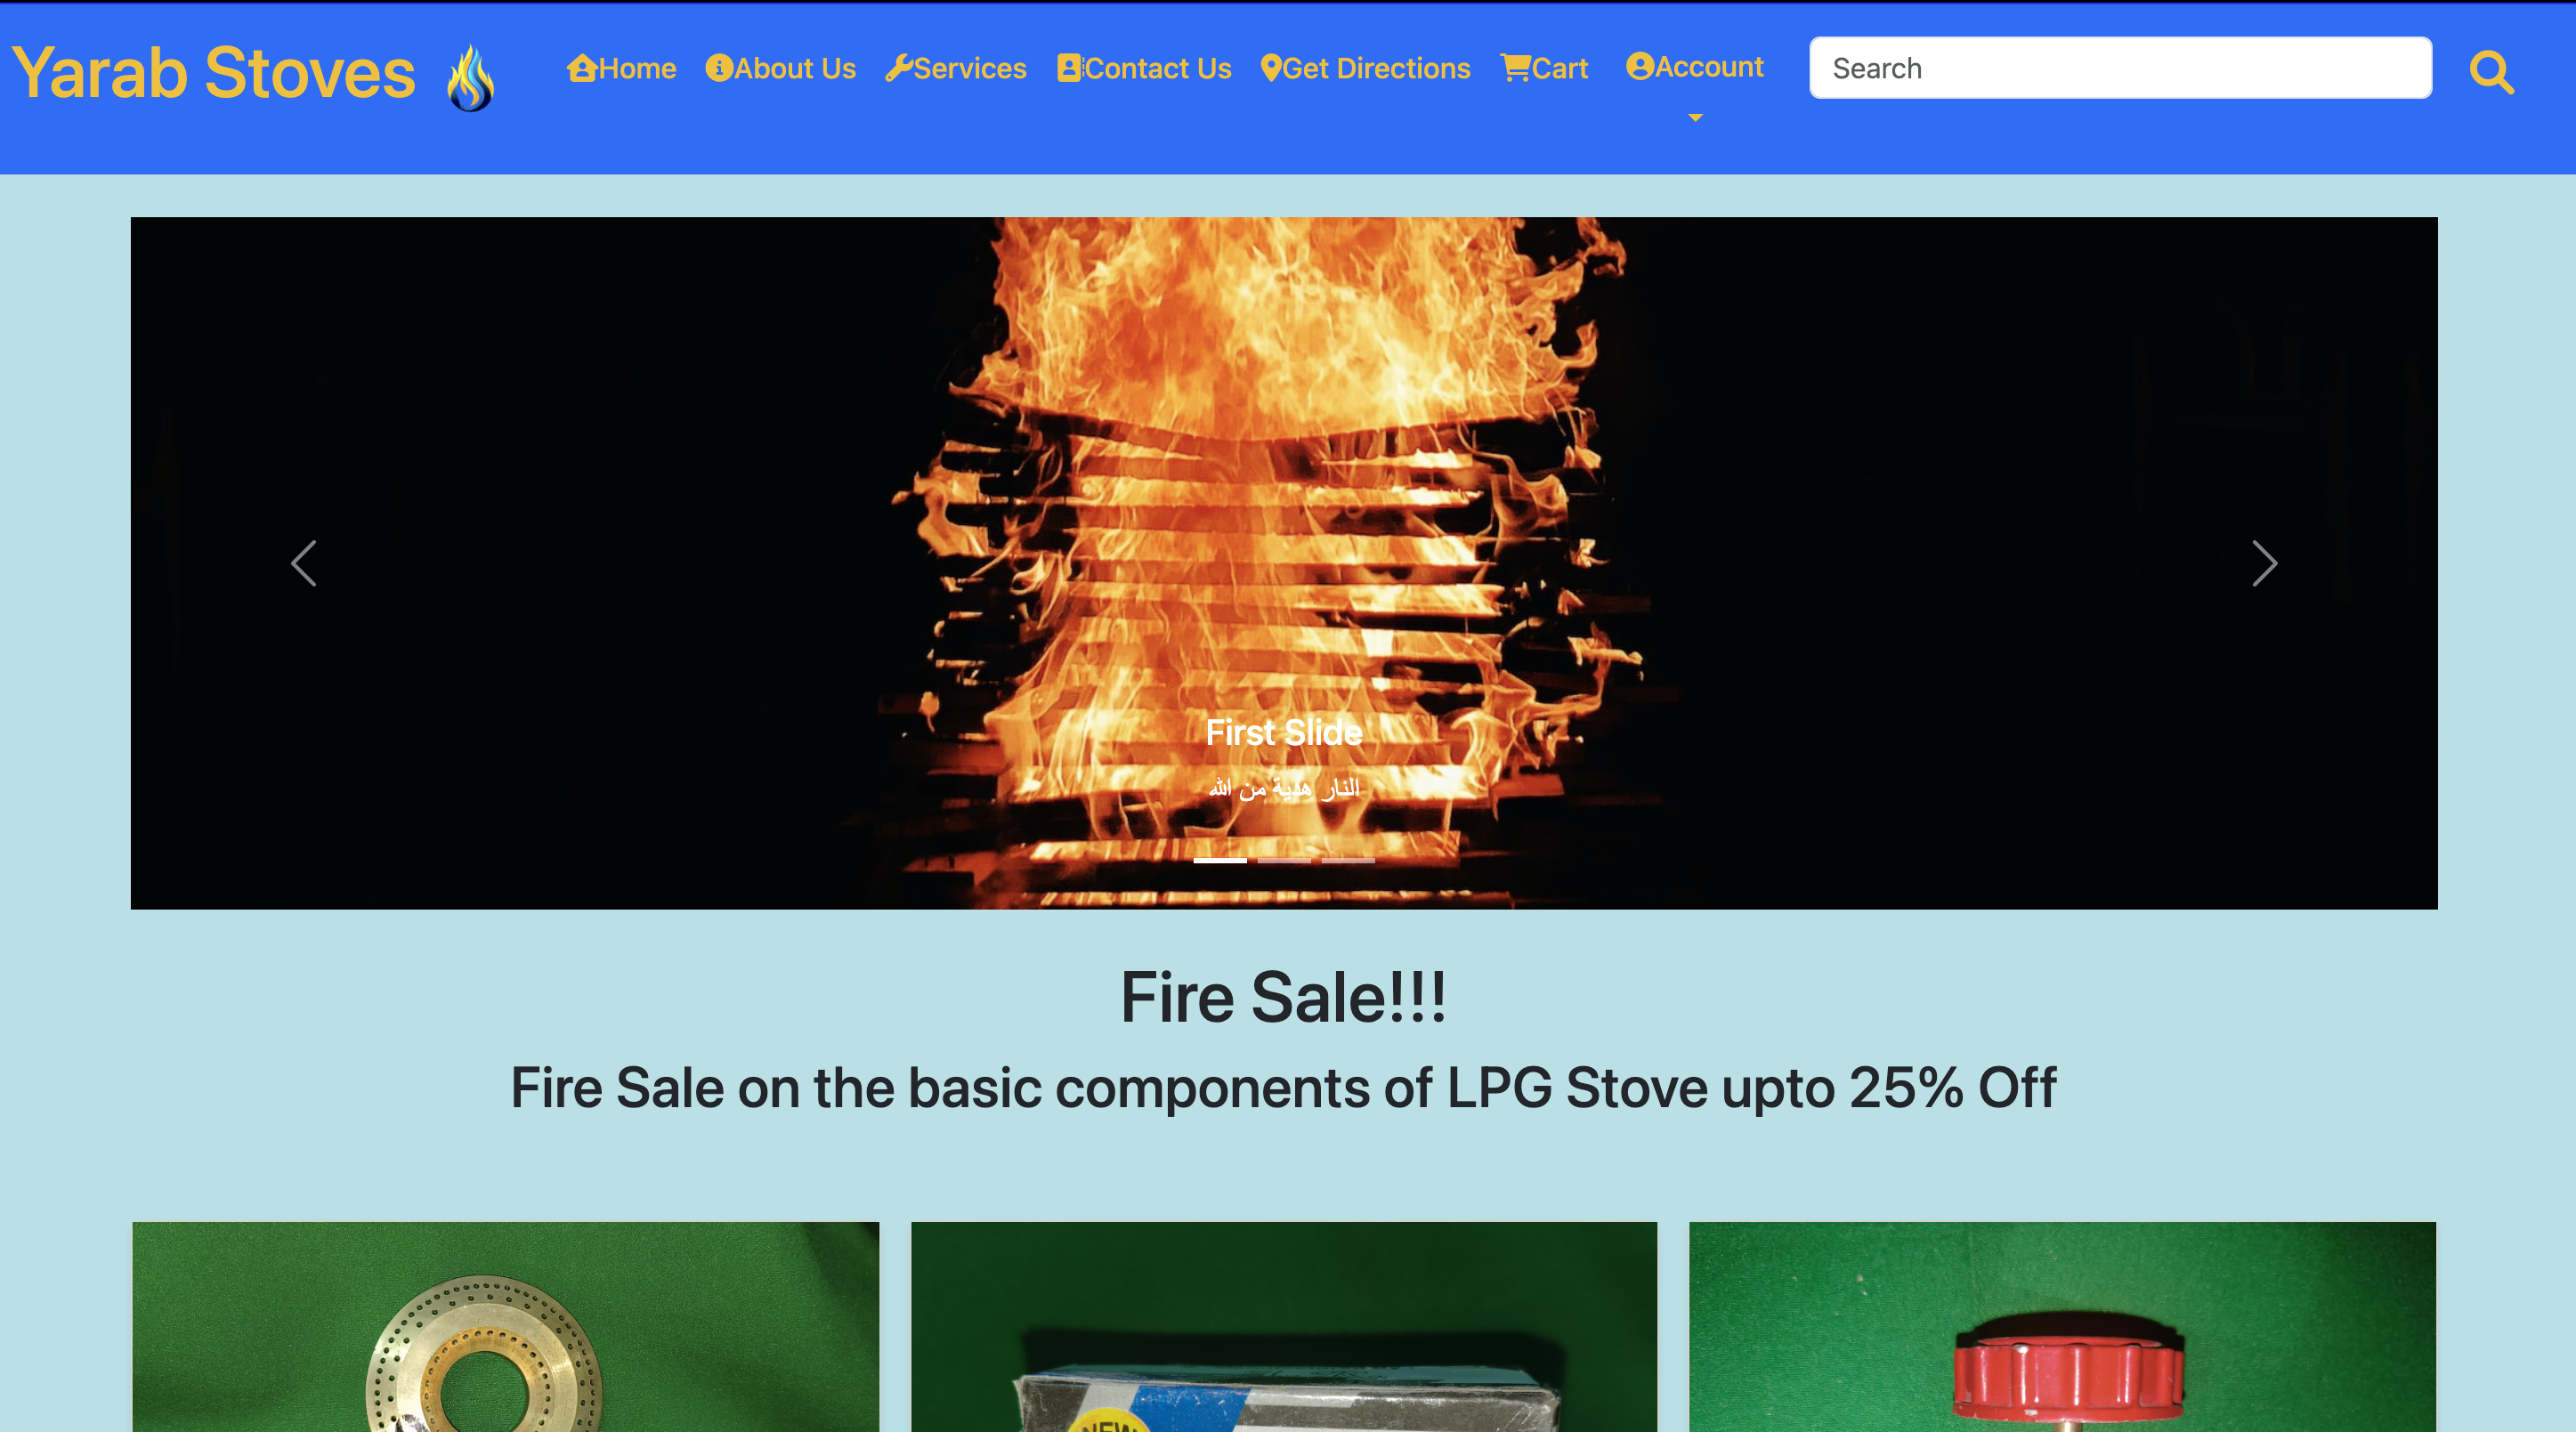 Yarab Stoves
Home About Us Services Contact Us Get Directions Cart Account Search
First Slide
النار هدية من الله
Fire Sale!!!
Fire Sale on the basic components of LPG Stove upto 25% Off
NEW